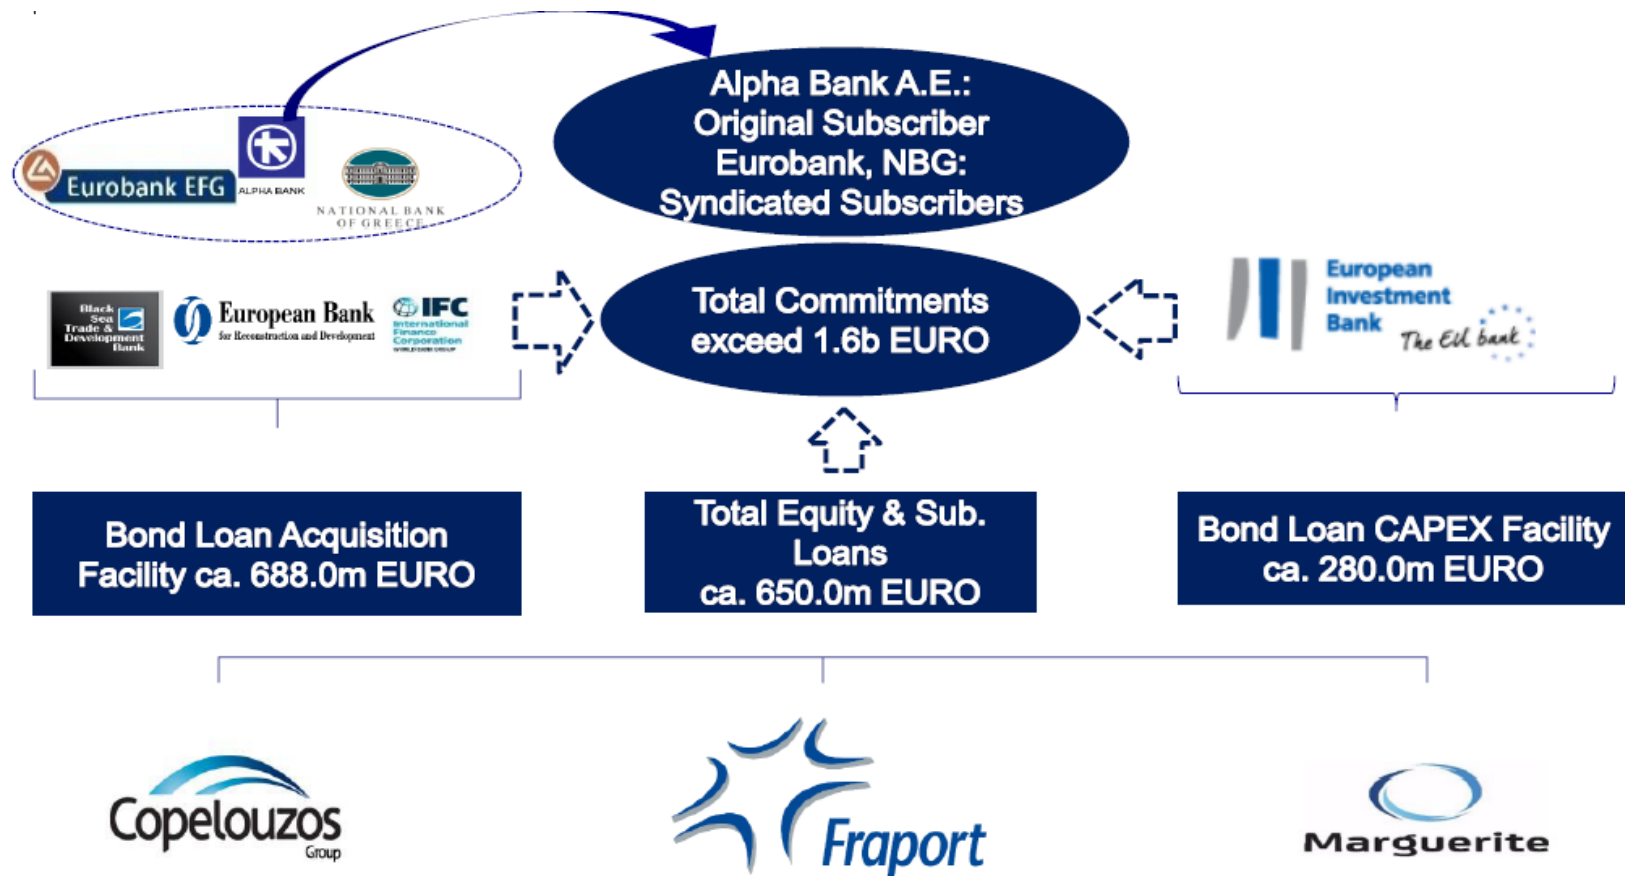 Alpha Bank A.E.:
Original Subscriber
Eurobank, NBG:
Syndicated Subscribers
Eurobank EFG
ALPHA BANK
NATIONAL BANK
OF GREECE
Black
Sea
Trade &
Development
Bank
European Bank
for Reconstruction and Development
IFC
International
Finance
Corporation
WORLD BANK GROUP
Total Commitments
exceed 1.6b EURO
European
Investment
Bank
The EU bank
Bond Loan Acquisition
Facility ca. 688.0m EURO
Total Equity & Sub.
Loans
ca. 650.0m EURO
Bond Loan CAPEX Facility
ca. 280.0m EURO
Copelouzos
Group
Fraport
Marguerite